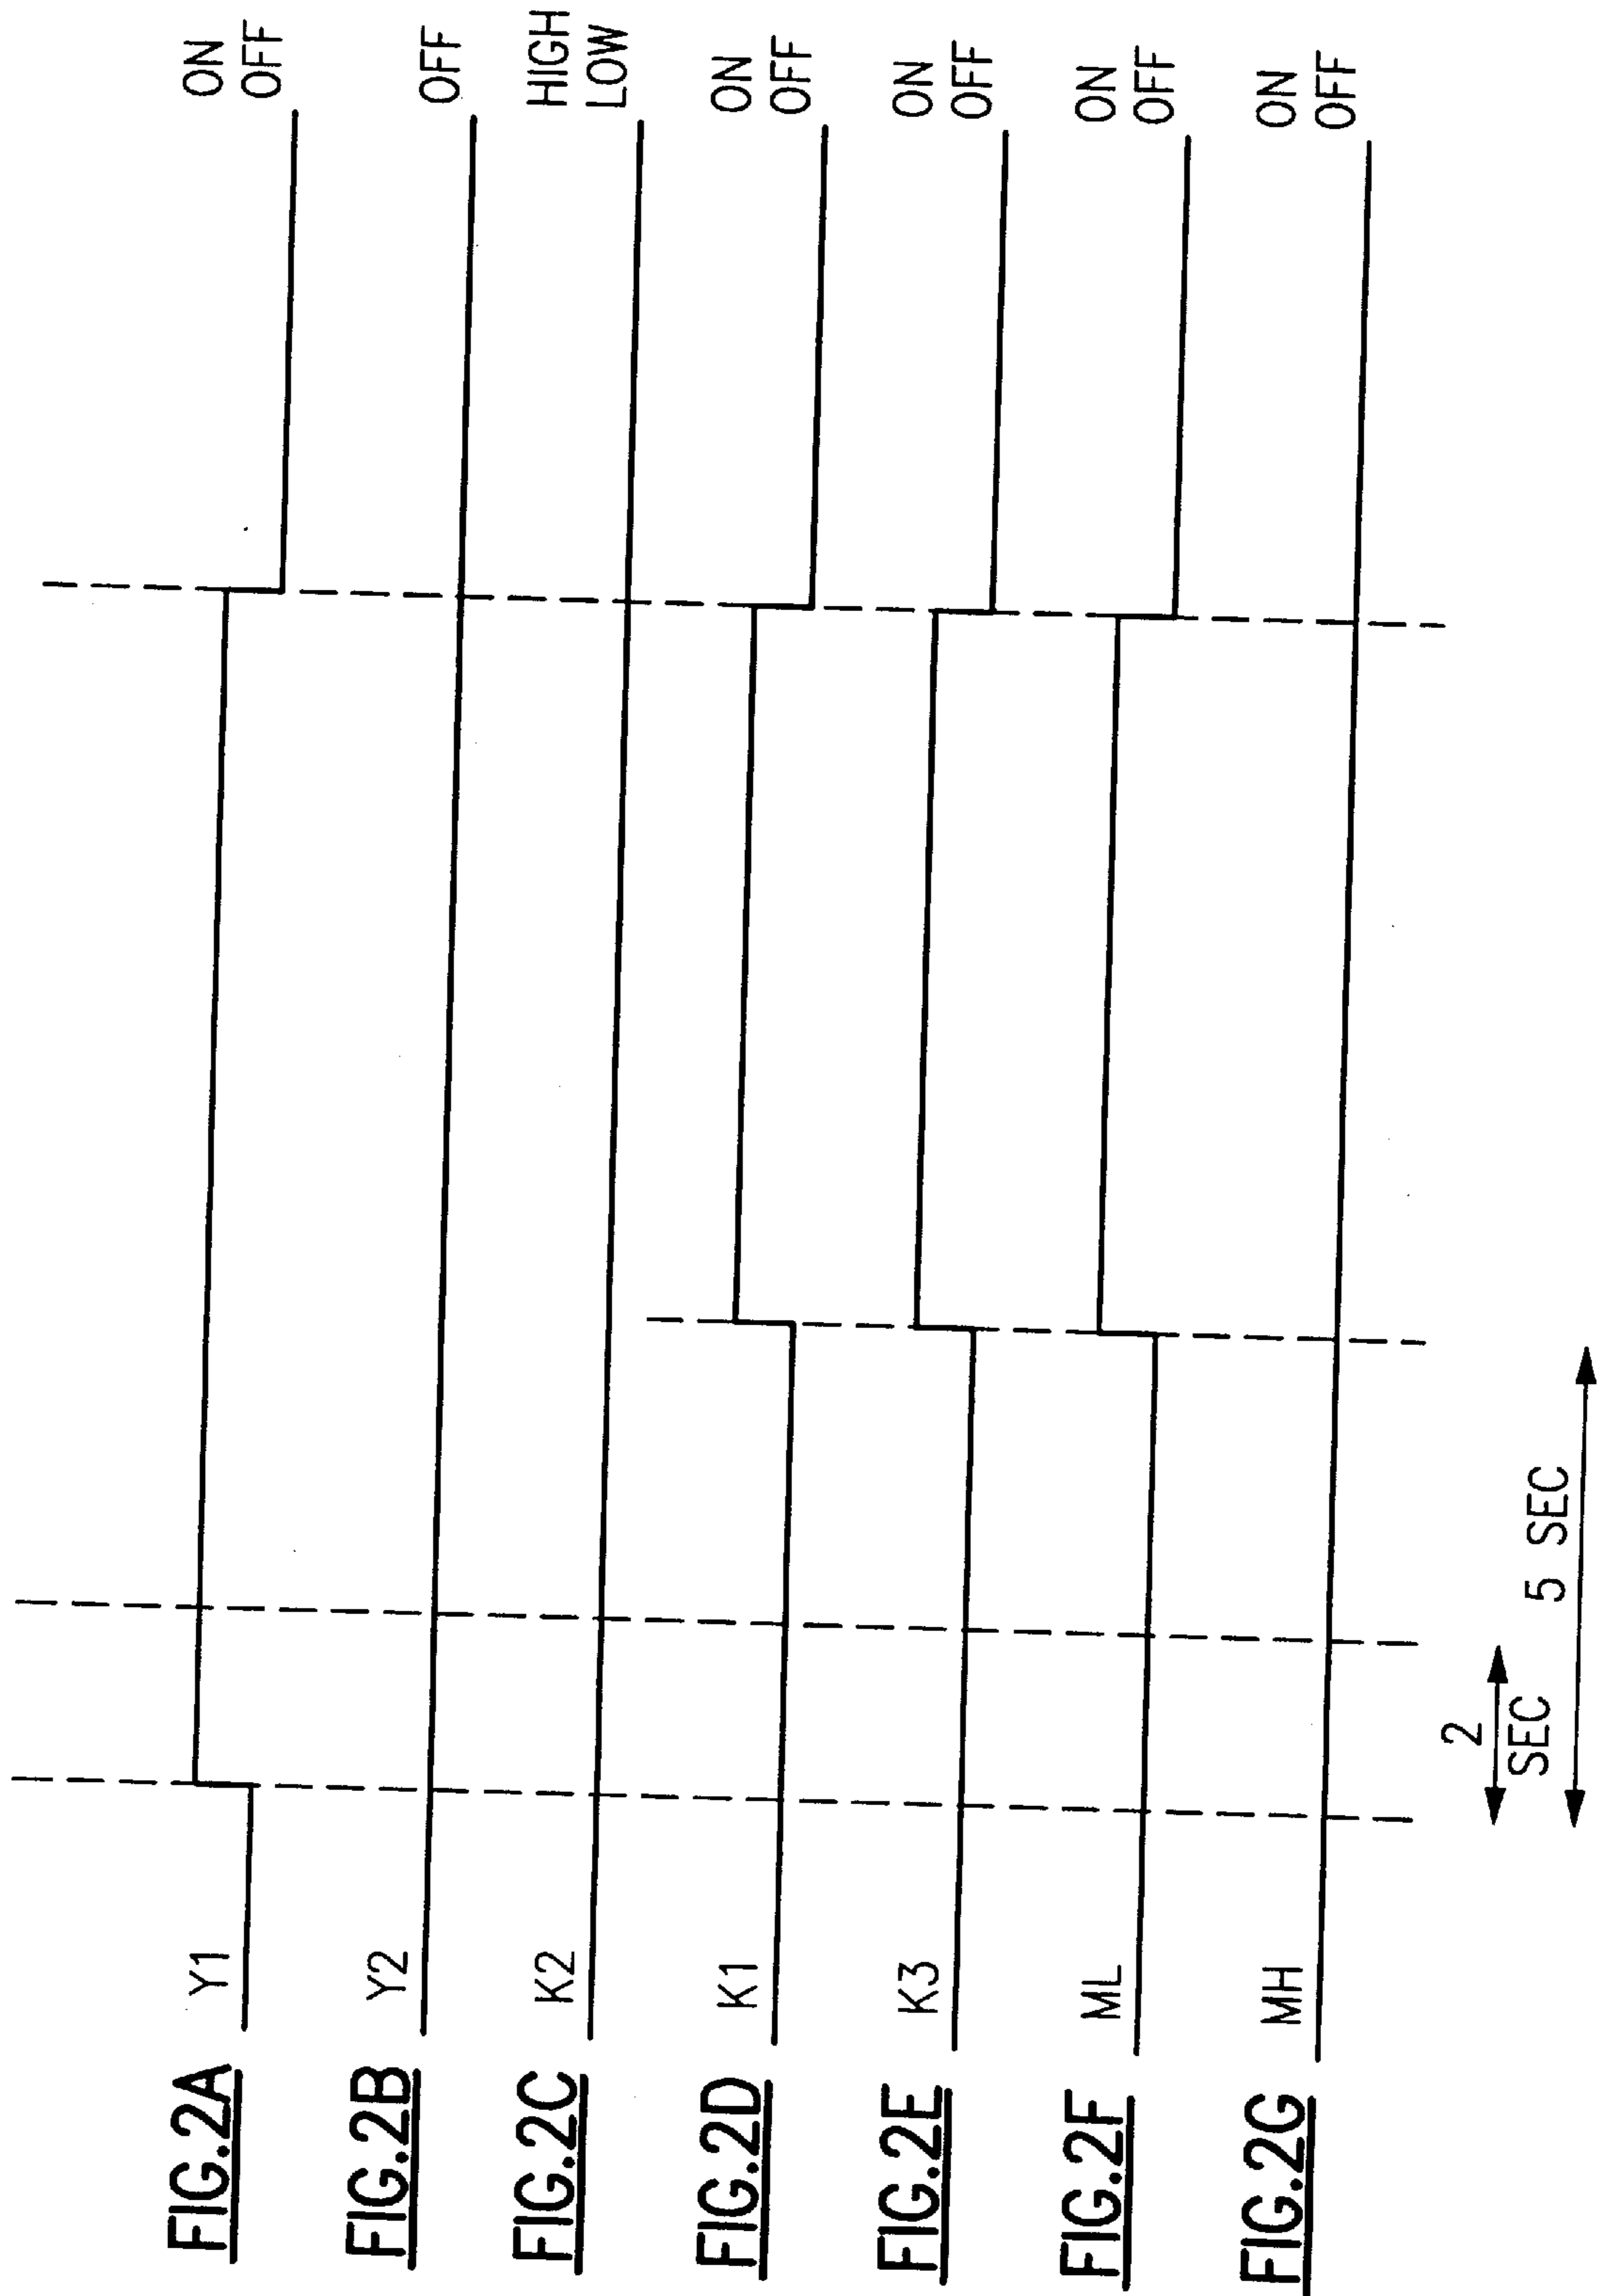 FIG.2A
Y1
ON
OFF
FIG.2B
Y2
OFF
FIG.2C
K2
HIGH
LOW
FIG.2D
K1
ON
OFF
FIG.2E
K3
ON
OFF
FIG.2F
ML
ON
OFF
FIG.2G
MH
ON
OFF
2
SEC
5 SEC